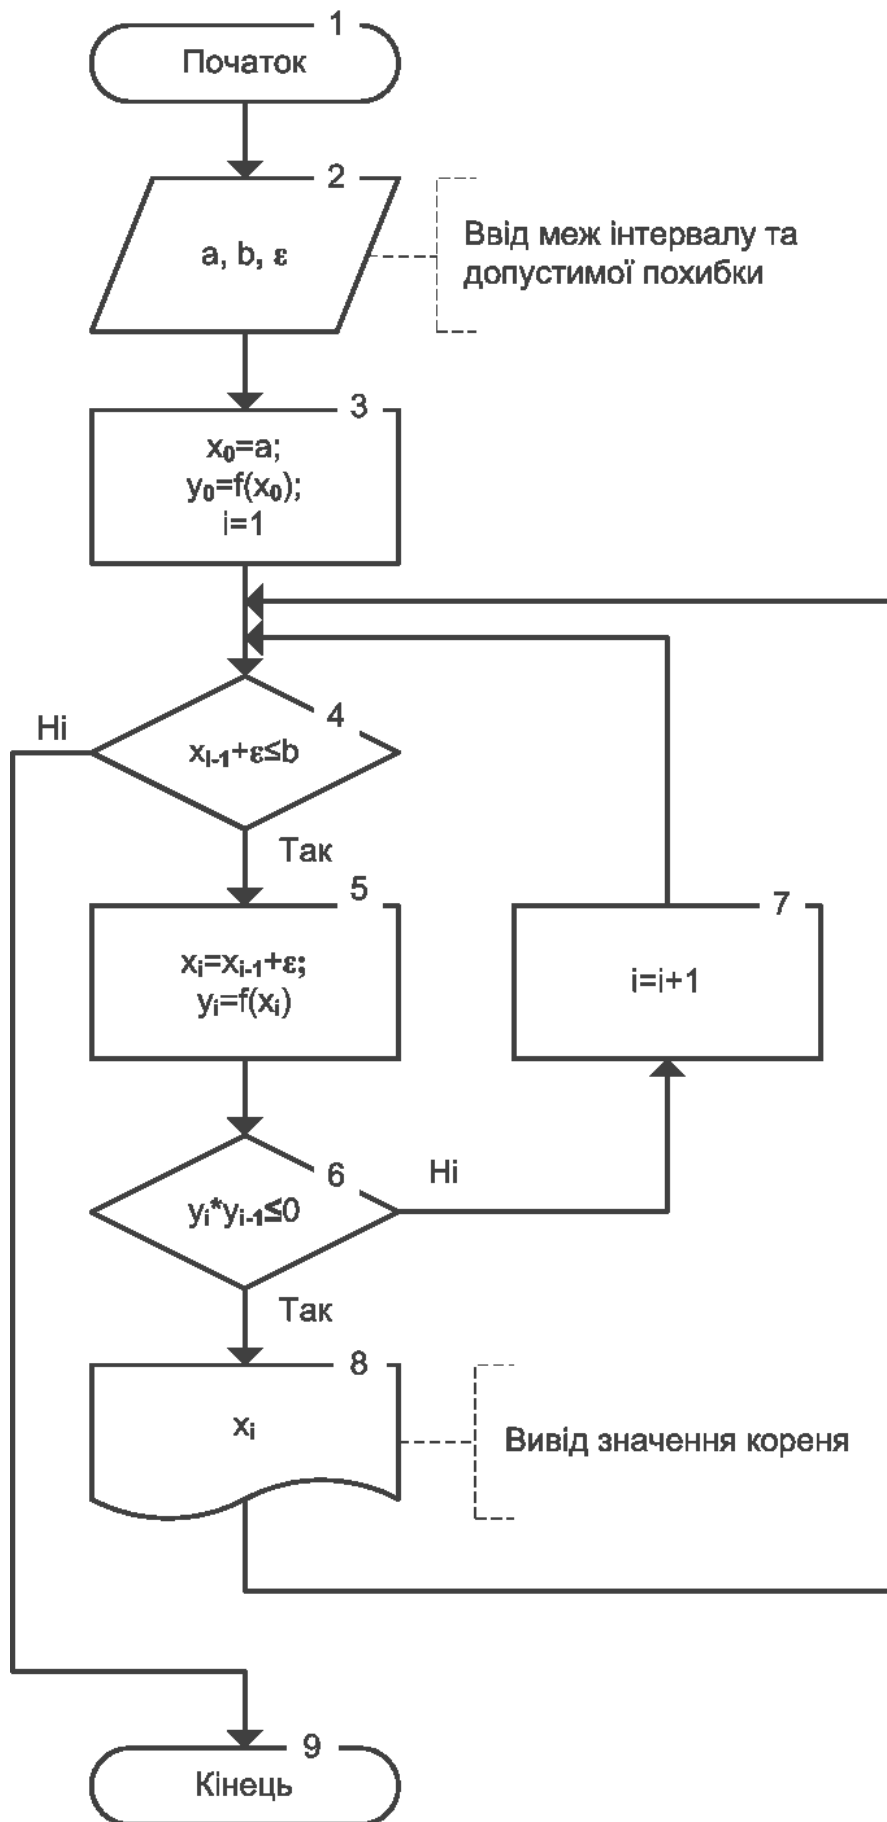 1
Початок
2
a, b, ε
Ввід меж інтервалу та
допустимої похибки
3
x₀=a;
y₀=f(x₀);
i=1
4
Ні
xᵢ₋₁+ε≤b
Так
5
xᵢ=xᵢ₋₁+ε;
yᵢ=f(xᵢ)
7
i=i+1
6
Ні
yᵢ*yᵢ₋₁≤0
Так
8
xᵢ
Вивід значення кореня
9
Кінець